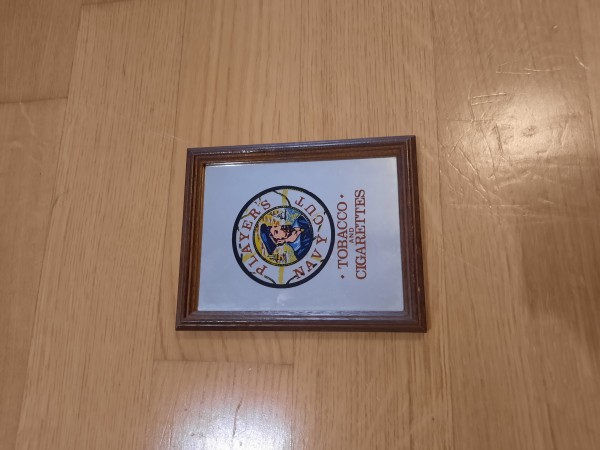 PLAYER'S
NAVY CUT
· TOBACCO ·
AND
CIGARETTES